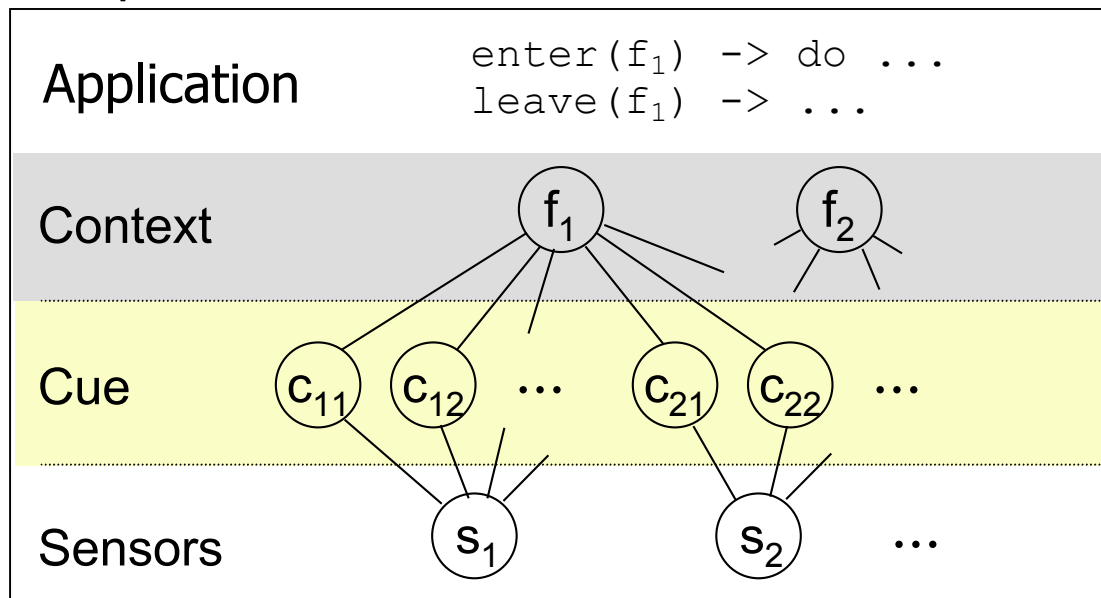 Application
enter(f₁) -> do ...
leave(f₁) -> ...
Context
f₁ f₂
Cue
c₁₁ c₁₂ ... c₂₁ c₂₂ ...
Sensors
s₁ s₂ ...